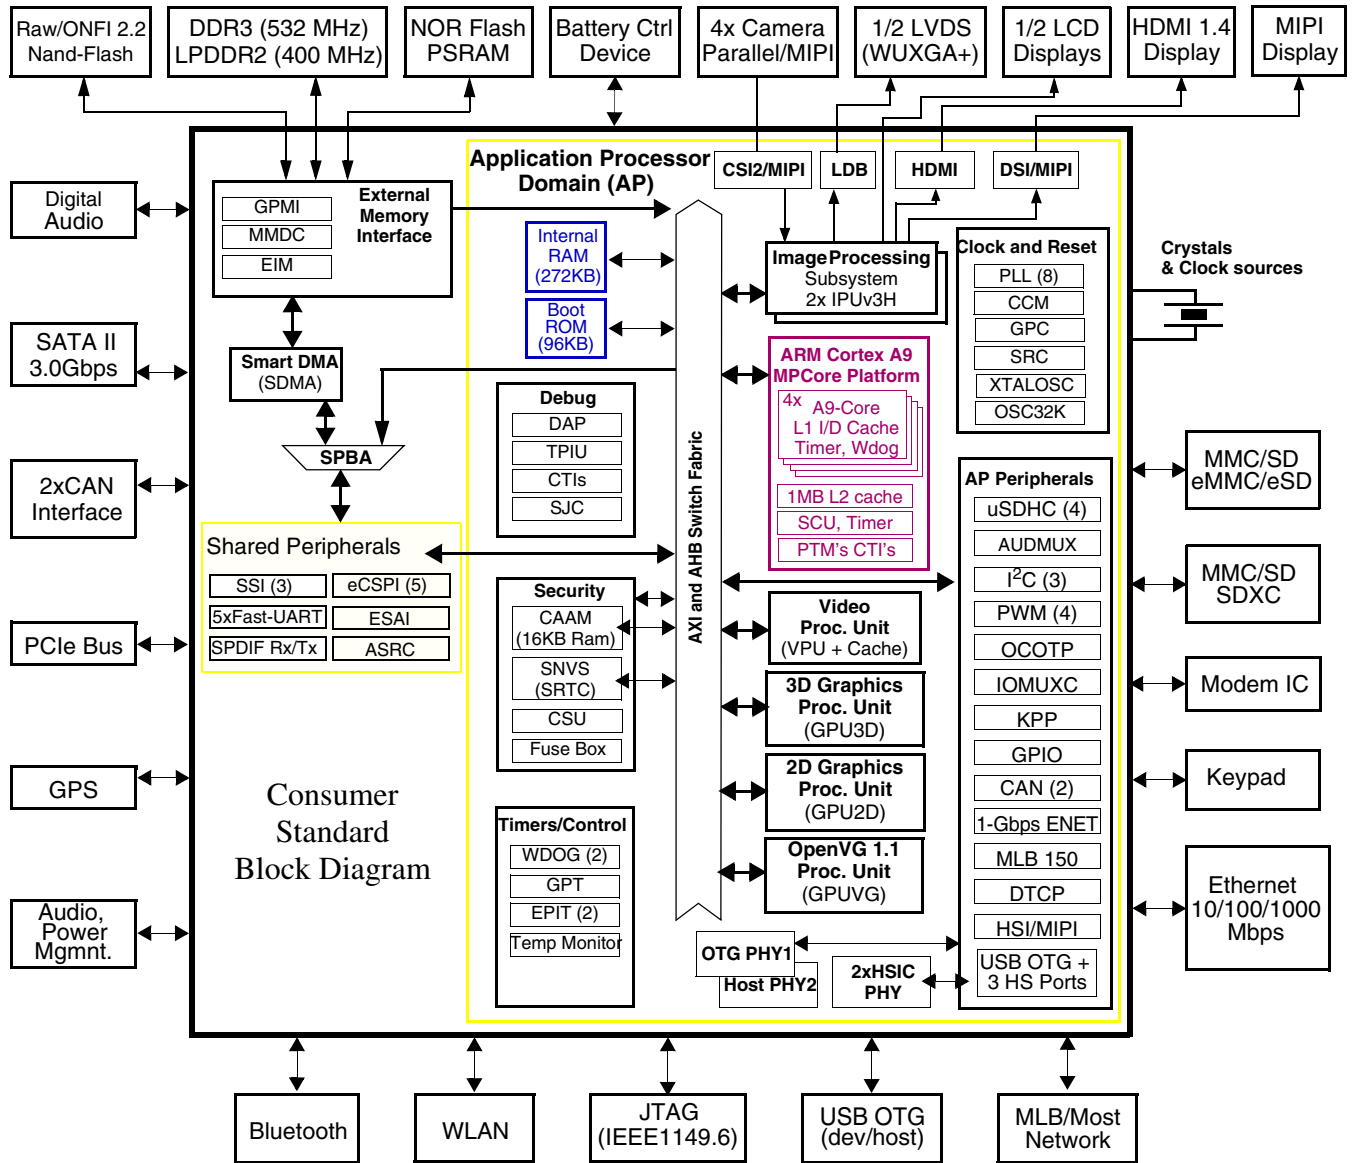 Raw/ONFI 2.2
Nand-Flash
DDR3 (532 MHz)
LPDDR2 (400 MHz)
NOR Flash
PSRAM
Battery Ctrl
Device
4x Camera
Parallel/MIPI
1/2 LVDS
(WUXGA+)
1/2 LCD
Displays
HDMI 1.4
Display
MIPI
Display
Digital
Audio
SATA II
3.0Gbps
2xCAN
Interface
PCIe Bus
GPS
Audio,
Power
Mgmnt.
External
Memory
Interface
GPMI
MMDC
EIM
Smart DMA
(SDMA)
SPBA
Shared Peripherals
SSI (3)
eCSPI (5)
5xFast-UART
ESAI
SPDIF Rx/Tx
ASRC
Consumer
Standard
Block Diagram
Application Processor
Domain (AP)
Internal
RAM
(272KB)
Boot
ROM
(96KB)
Debug
DAP
TPIU
CTIs
SJC
Security
CAAM
(16KB Ram)
SNVS
(SRTC)
CSU
Fuse Box
Timers/Control
WDOG (2)
GPT
EPIT (2)
Temp Monitor
AXI and AHB Switch Fabric
CSI2/MIPI
LDB
HDMI
DSI/MIPI
Image Processing
Subsystem
2x IPUv3H
ARM Cortex A9
MPCore Platform
4x
A9-Core
L1 I/D Cache
Timer, Wdog
1MB L2 cache
SCU, Timer
PTM's CTI's
Video
Proc. Unit
(VPU + Cache)
3D Graphics
Proc. Unit
(GPU3D)
2D Graphics
Proc. Unit
(GPU2D)
OpenVG 1.1
Proc. Unit
(GPUVG)
OTG PHY1
Host PHY2
2xHSIC
PHY
Clock and Reset
PLL (8)
CCM
GPC
SRC
XTALOSC
OSC32K
AP Peripherals
uSDHC (4)
AUDMUX
I2C (3)
PWM (4)
OCOTP
IOMUXC
KPP
GPIO
CAN (2)
1-Gbps ENET
MLB 150
DTCP
HSI/MIPI
USB OTG +
3 HS Ports
Crystals
& Clock sources
MMC/SD
eMMC/eSD
MMC/SD
SDXC
Modem IC
Keypad
Ethernet
10/100/1000
Mbps
Bluetooth
WLAN
JTAG
(IEEE1149.6)
USB OTG
(dev/host)
MLB/Most
Network